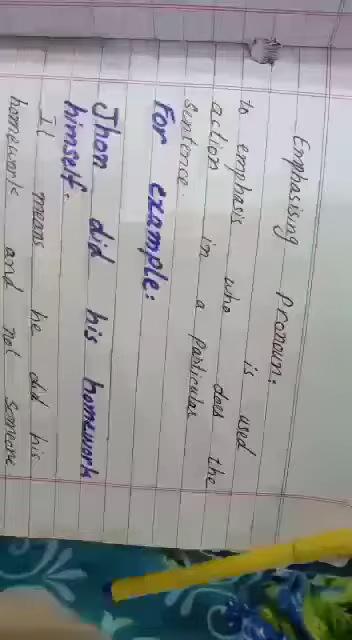 Emphasising Pronoun:
to emphasis who is used
action in a particular does the
sentence.
For example:
Jhon did his homework
himself.
It means he did his
homework and not someone